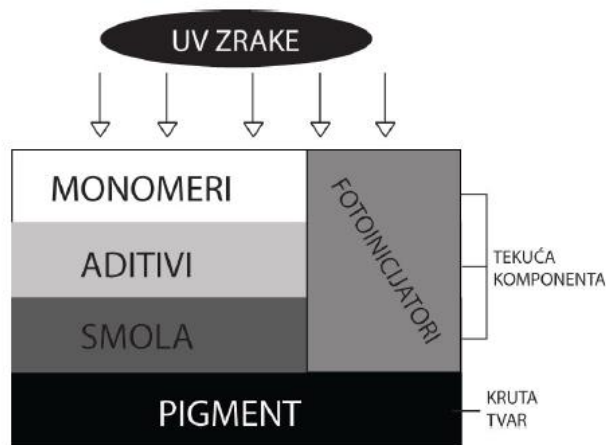 UV ZRAKE
MONOMERI
ADITIVI
SMOLA
FOTOINICIJATORI
PIGMENT
TEKUĆA
KOMPONENTA
KRUTA
TVAR